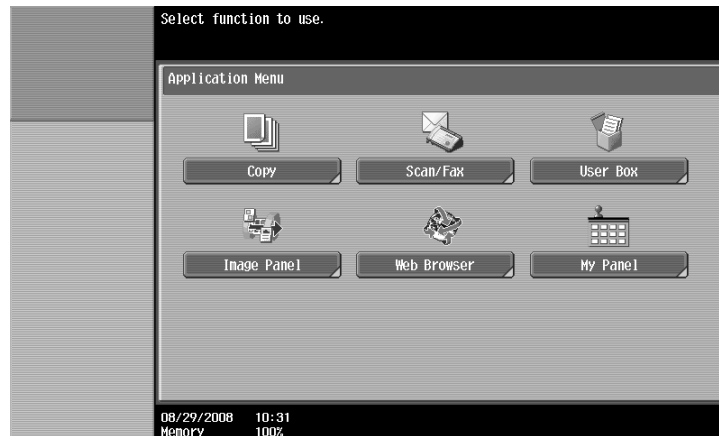 Select function to use.
Application Menu
Copy Scan/Fax User Box
Image Panel Web Browser My Panel
08/29/2008 10:31
Memory 100%